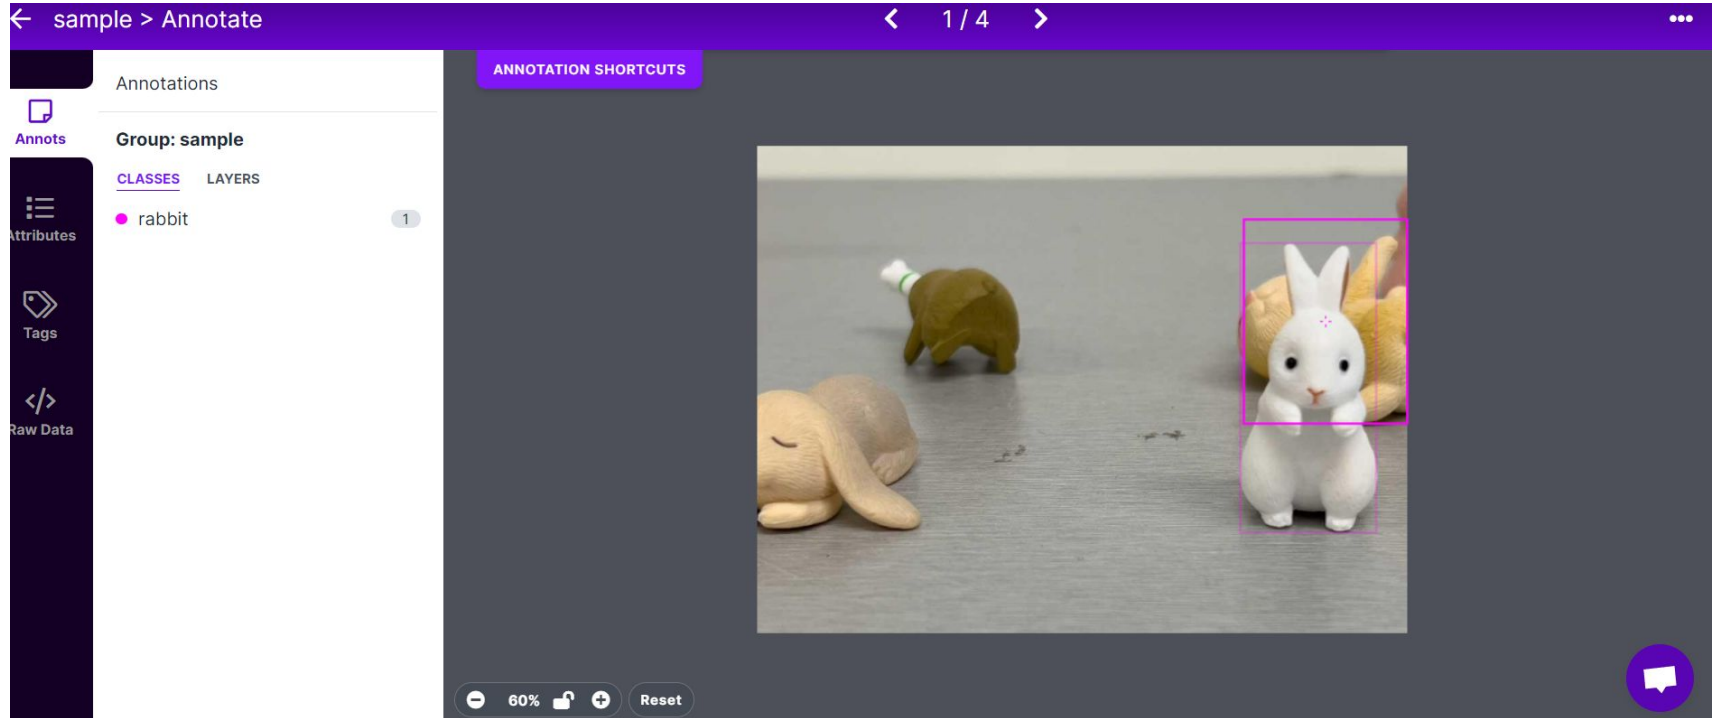 sample > Annotate
1 / 4
Annots
Attributes
Tags
Raw Data
Annotations
Group: sample
CLASSES LAYERS
rabbit 1
ANNOTATION SHORTCUTS
60% Reset